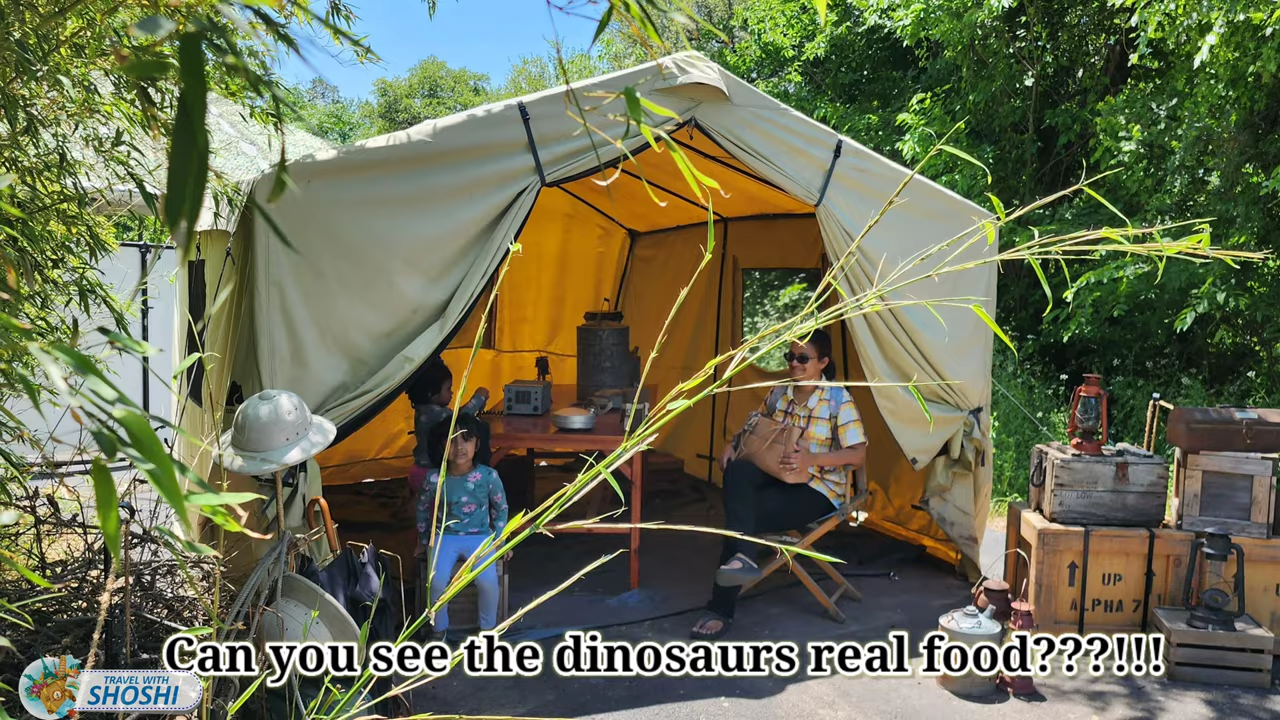 UP
ALPHA 7
Can you see the dinosaurs real food???!!!
TRAVEL WITH
SHOSHI